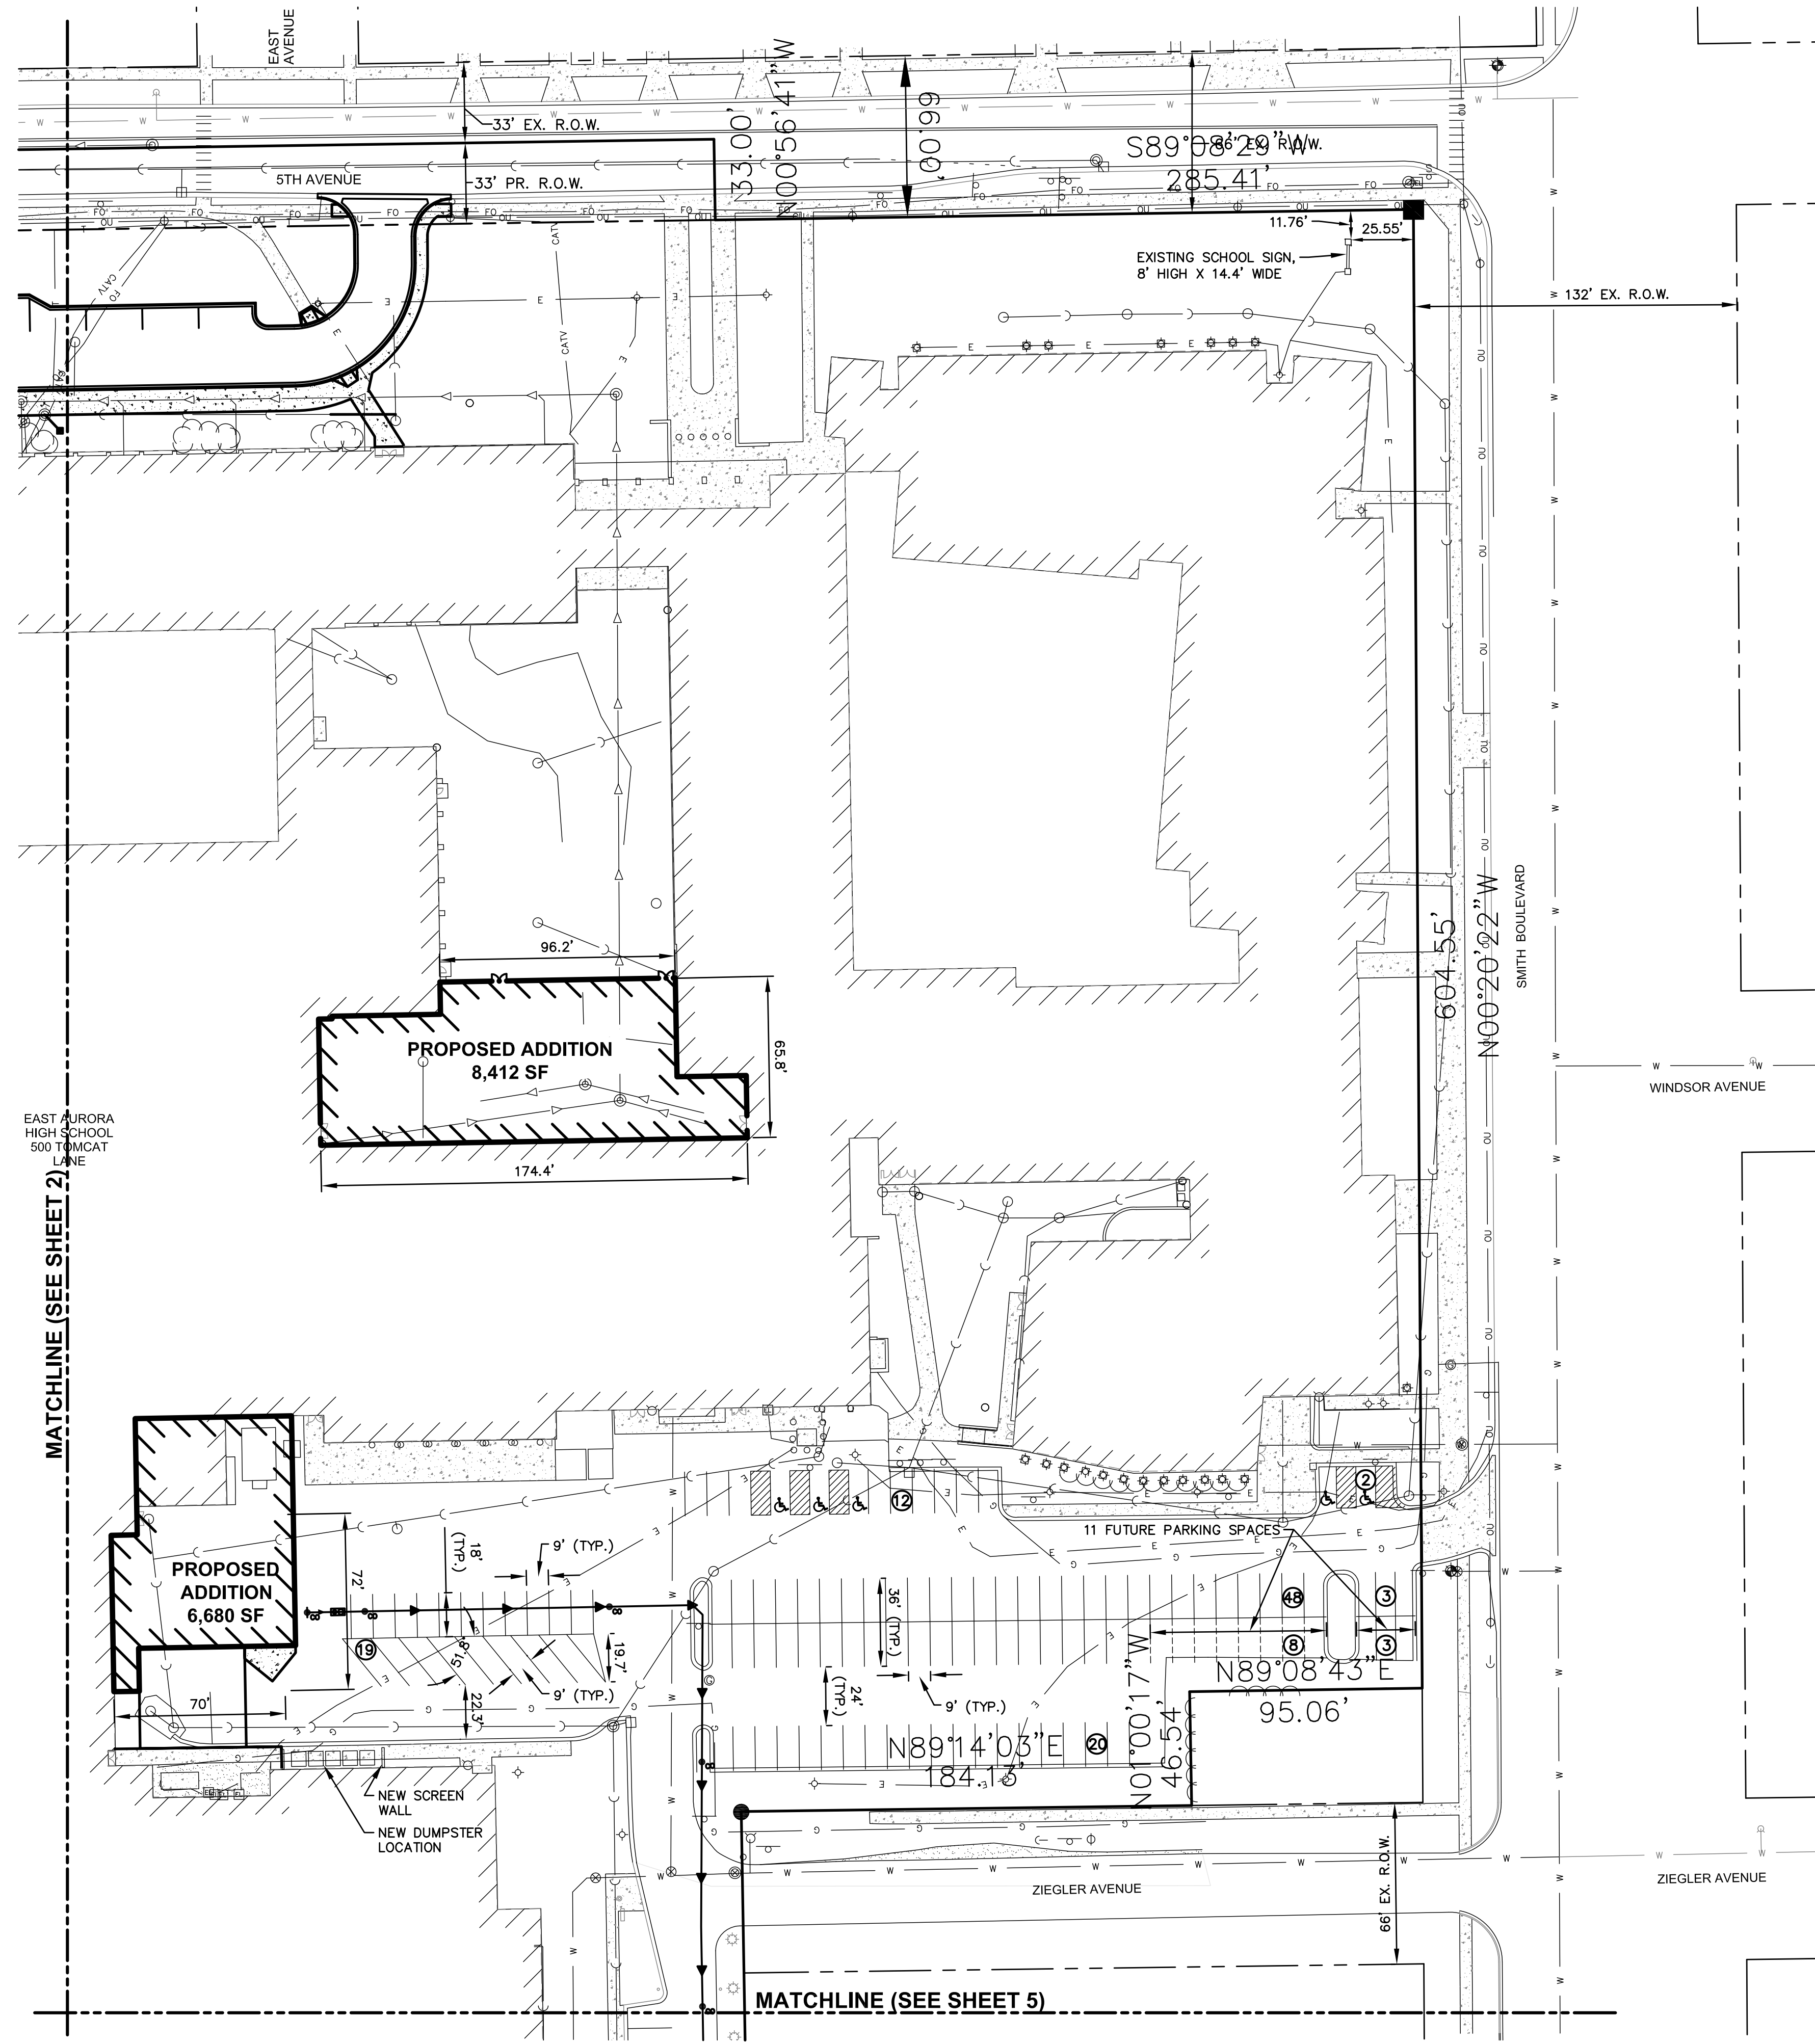 EAST
AVENUE
33' EX. R.O.W.
33.00'
N00°56'41"W
66.00'
S89°08'29"W
66' EX. R.O.W.
285.41'
5TH AVENUE
33' PR. R.O.W.
11.76'
25.55'
EXISTING SCHOOL SIGN,
8' HIGH X 14.4' WIDE
132' EX. R.O.W.
CATV
CATV
CATV
604.55'
N00°20'22"W
SMITH BOULEVARD
96.2'
PROPOSED ADDITION
8,412 SF
65.8'
174.4'
WINDSOR AVENUE
EAST AURORA
HIGH SCHOOL
500 TOMCAT
LANE
MATCHLINE (SEE SHEET 2)
12
2
11 FUTURE PARKING SPACES
18'
(TYP.)
9' (TYP.)
72'
PROPOSED
ADDITION
6,680 SF
19
51.8°
19.7'
9' (TYP.)
22.3'
70'
36' (TYP.)
24'
(TYP.)
9' (TYP.)
48
3
8
3
N89°08'43"E
95.06'
N01°00'17"W
46.54'
N89°14'03"E
20
184.13'
NEW SCREEN
WALL
NEW DUMPSTER
LOCATION
66' EX. R.O.W.
ZIEGLER AVENUE
ZIEGLER AVENUE
MATCHLINE (SEE SHEET 5)